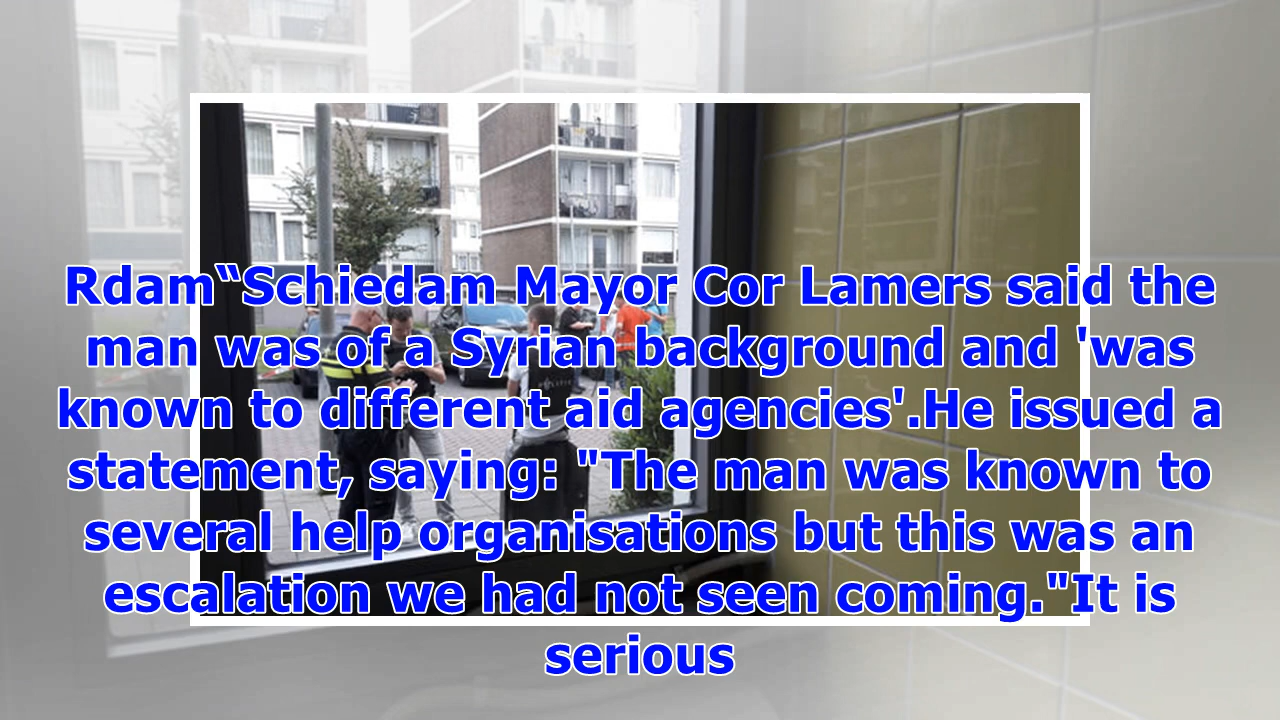 Rdam“Schiedam Mayor Cor Lamers said the
man was of a Syrian background and 'was
known to different aid agencies'.He issued a
statement, saying: "The man was known to
several help organisations but this was an
escalation we had not seen coming."It is
serious